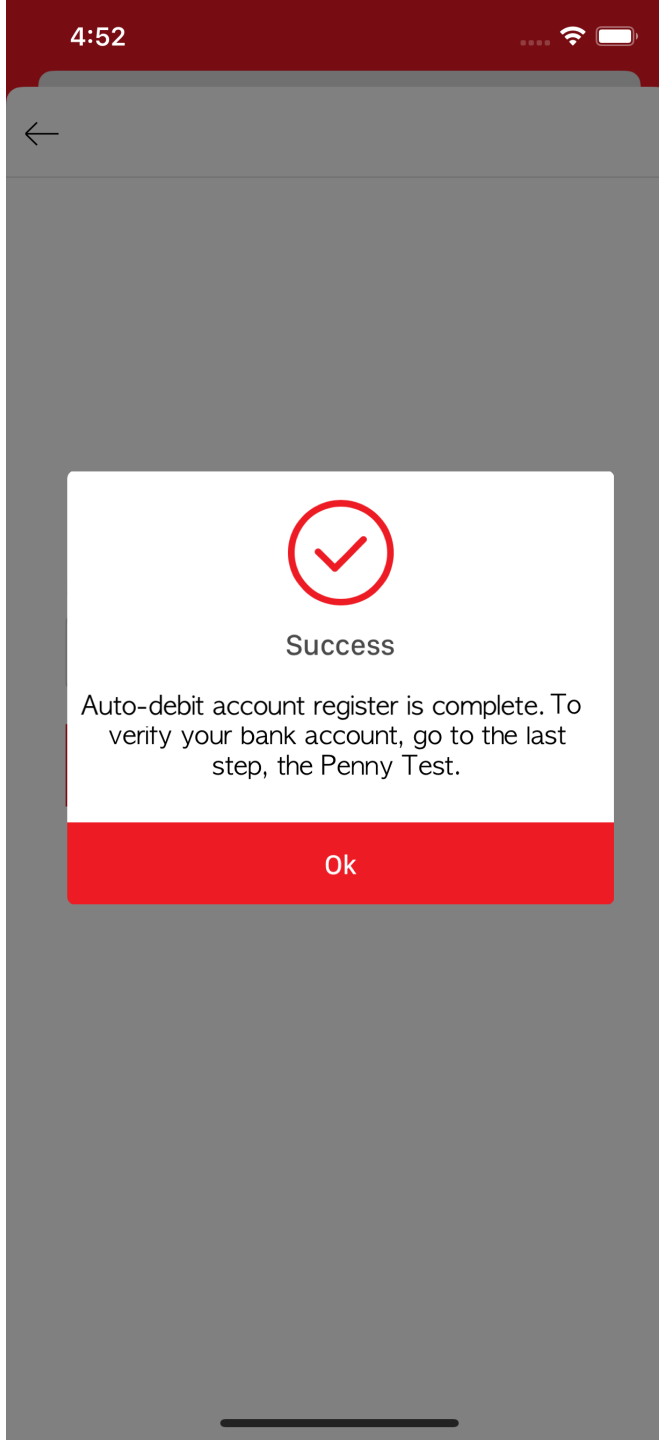 4:52
Success
Auto-debit account register is complete. To
verify your bank account, go to the last
step, the Penny Test.
Ok